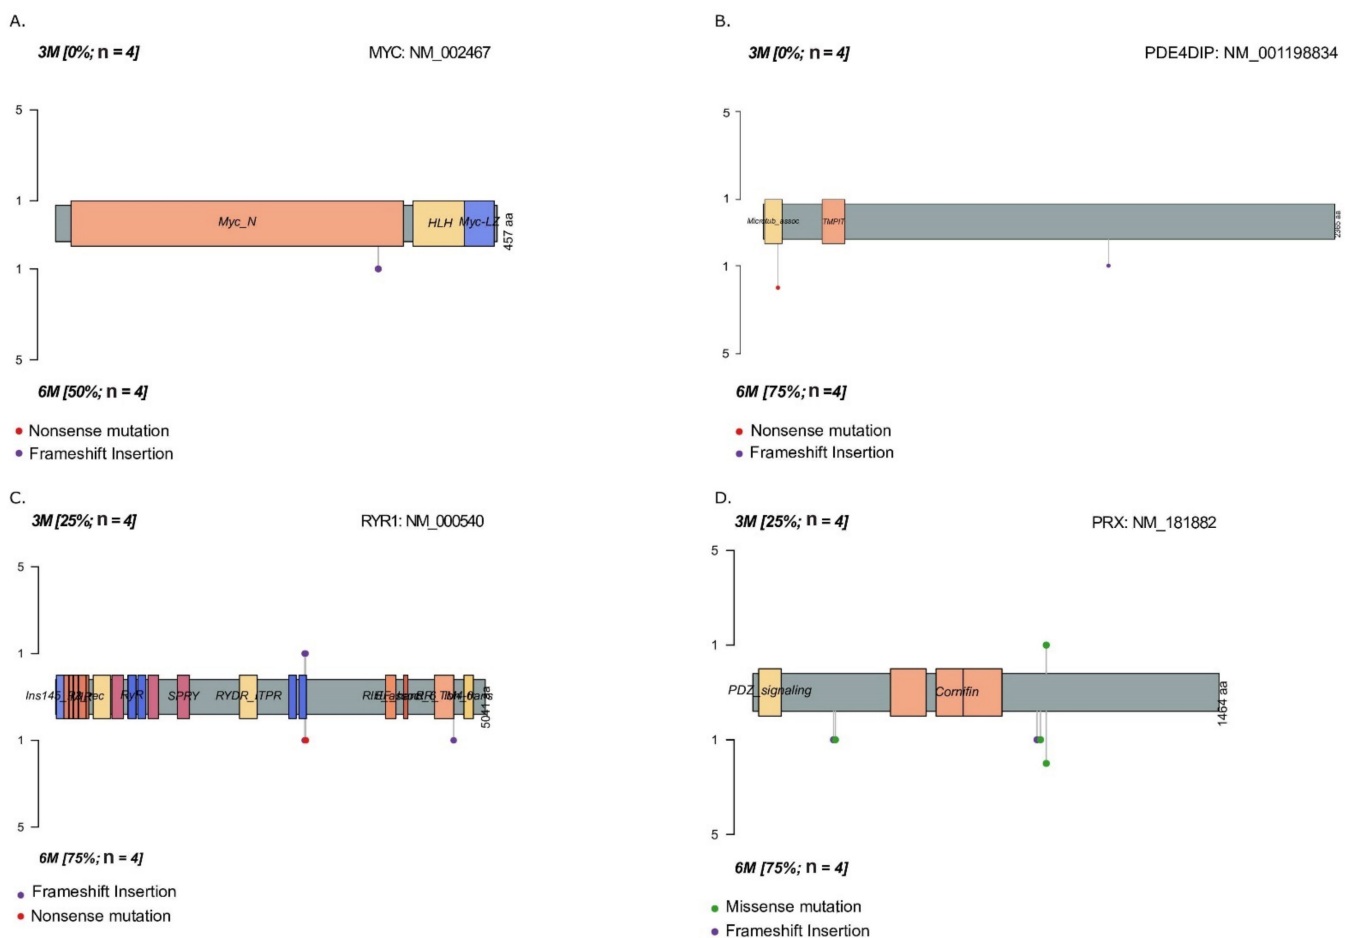 A.
3M [0%; n = 4]
MYC: NM_002467
5
1
Myc_N
HLH
Myc-LZ
457 aa
1
5
6M [50%; n = 4]
Nonsense mutation
Frameshift Insertion
B.
3M [0%; n = 4]
PDE4DIP: NM_001198834
5
1
Microtub_assoc
TMPIT
2365 aa
1
5
6M [75%; n =4]
Nonsense mutation
Frameshift Insertion
C.
3M [25%; n = 4]
RYR1: NM_000540
5
1
RyR
SPRY
RYDR_ITPR
5041 aa
1
5
6M [75%; n = 4]
Frameshift Insertion
Nonsense mutation
D.
3M [25%; n = 4]
PRX: NM_181882
5
1
PDZ_signaling
Cornifin
1464 aa
1
5
6M [75%; n = 4]
Missense mutation
Frameshift Insertion